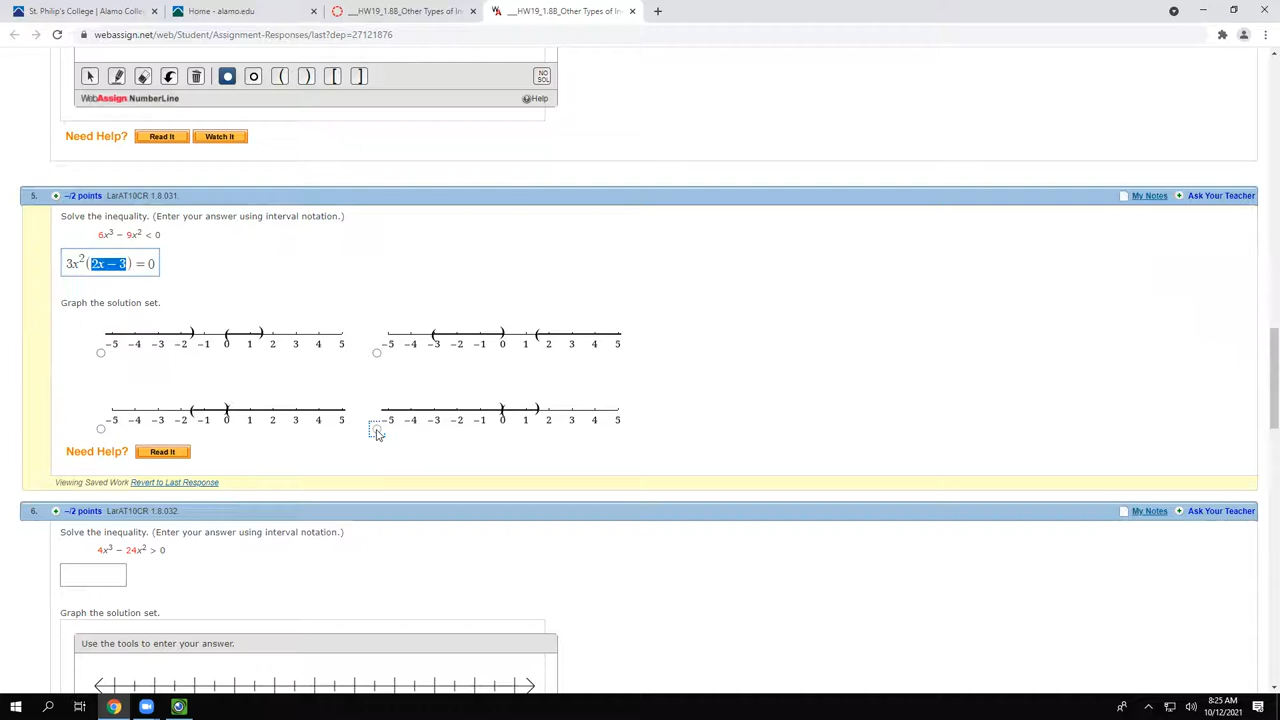 St. Philip's College | Alamo Colle
Home - alamo.edu
__HW19_1.8B_Other Types of In
__HW19_1.8B_Other Types of In
webassign.net/web/Student/Assignment-Responses/last?dep=27121876
( ) [ ] NO SOL
WebAssign NumberLine Help
Need Help? Read It Watch It
5. –/2 points LarAT10CR 1.8.031. My Notes Ask Your Teacher
Solve the inequality. (Enter your answer using interval notation.)
6x³ − 9x² < 0
3x²(2x − 3) = 0
Graph the solution set.
−5 −4 −3 −2 −1 0 1 2 3 4 5
−5 −4 −3 −2 −1 0 1 2 3 4 5
−5 −4 −3 −2 −1 0 1 2 3 4 5
−5 −4 −3 −2 −1 0 1 2 3 4 5
Need Help? Read It
Viewing Saved Work Revert to Last Response
6. –/2 points LarAT10CR 1.8.032. My Notes Ask Your Teacher
Solve the inequality. (Enter your answer using interval notation.)
4x³ − 24x² > 0
Graph the solution set.
Use the tools to enter your answer.
8:25 AM
10/12/2021